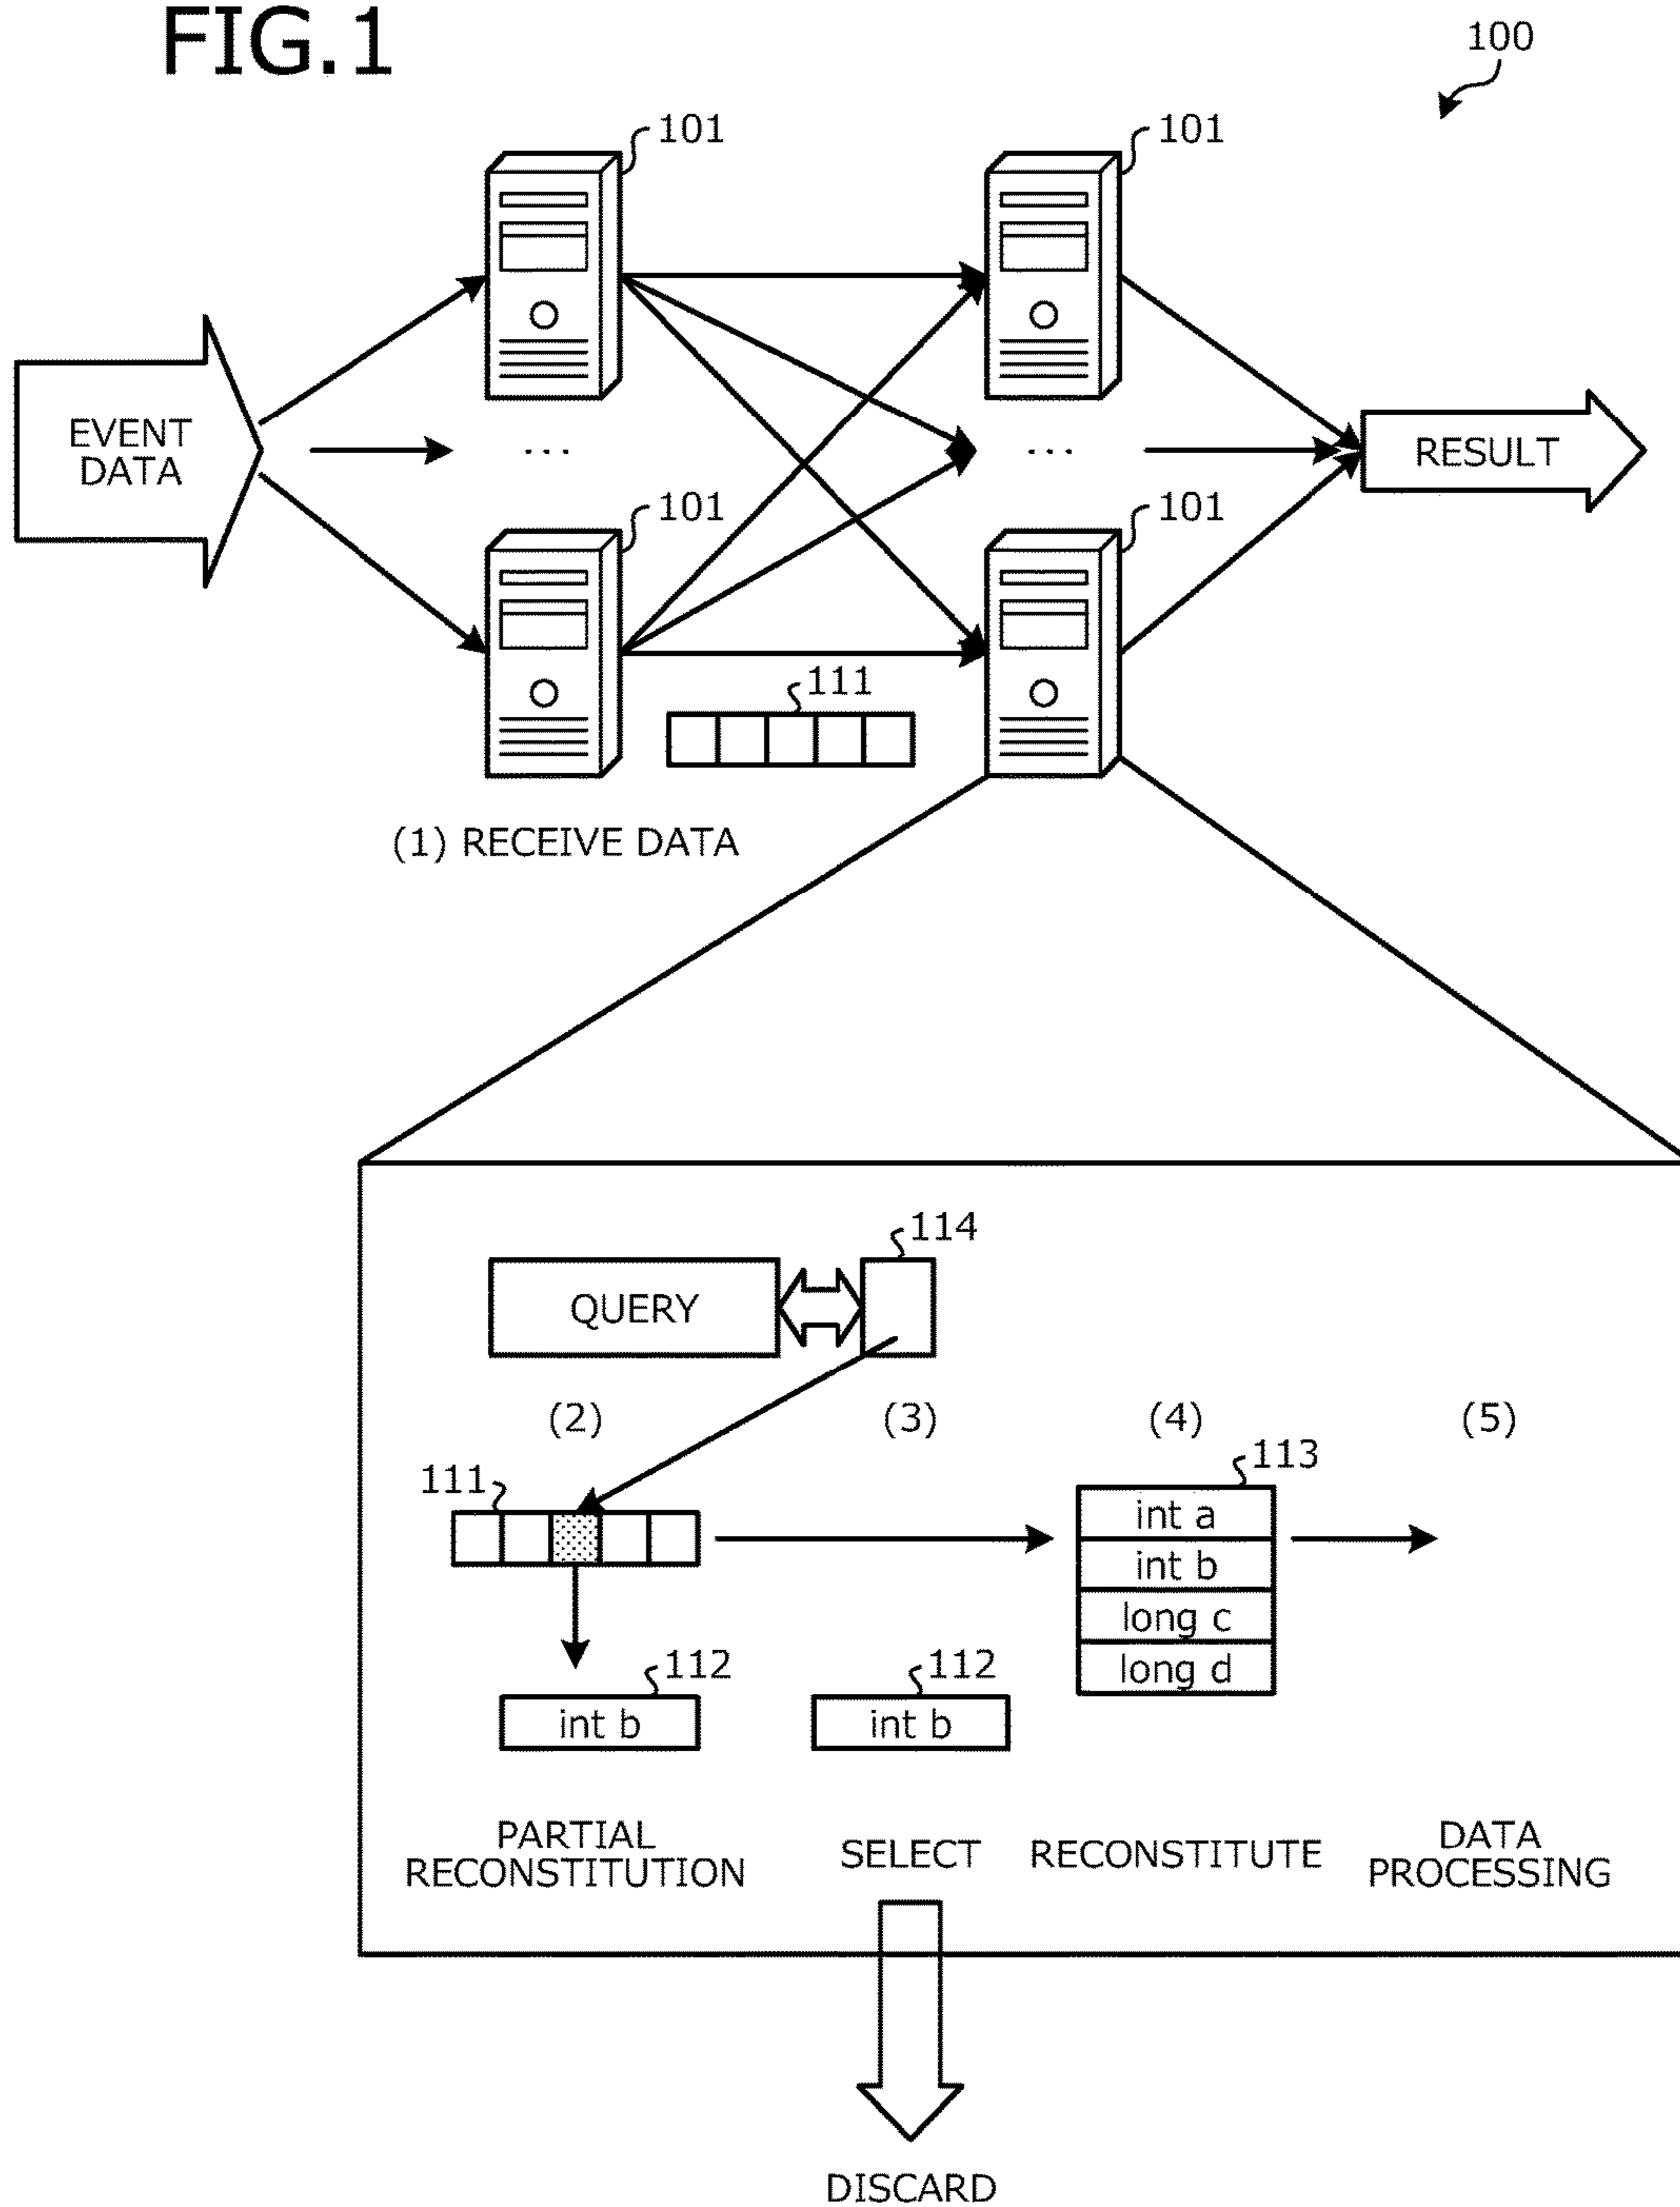 FIG.1
100
101
101
EVENT
DATA
...
...
RESULT
101
101
111
(1) RECEIVE DATA
114
QUERY
(2)
(3)
(4)
(5)
111
113
int a
int b
long c
long d
112
112
int b
int b
PARTIAL
RECONSTITUTION
SELECT
RECONSTITUTE
DATA
PROCESSING
DISCARD